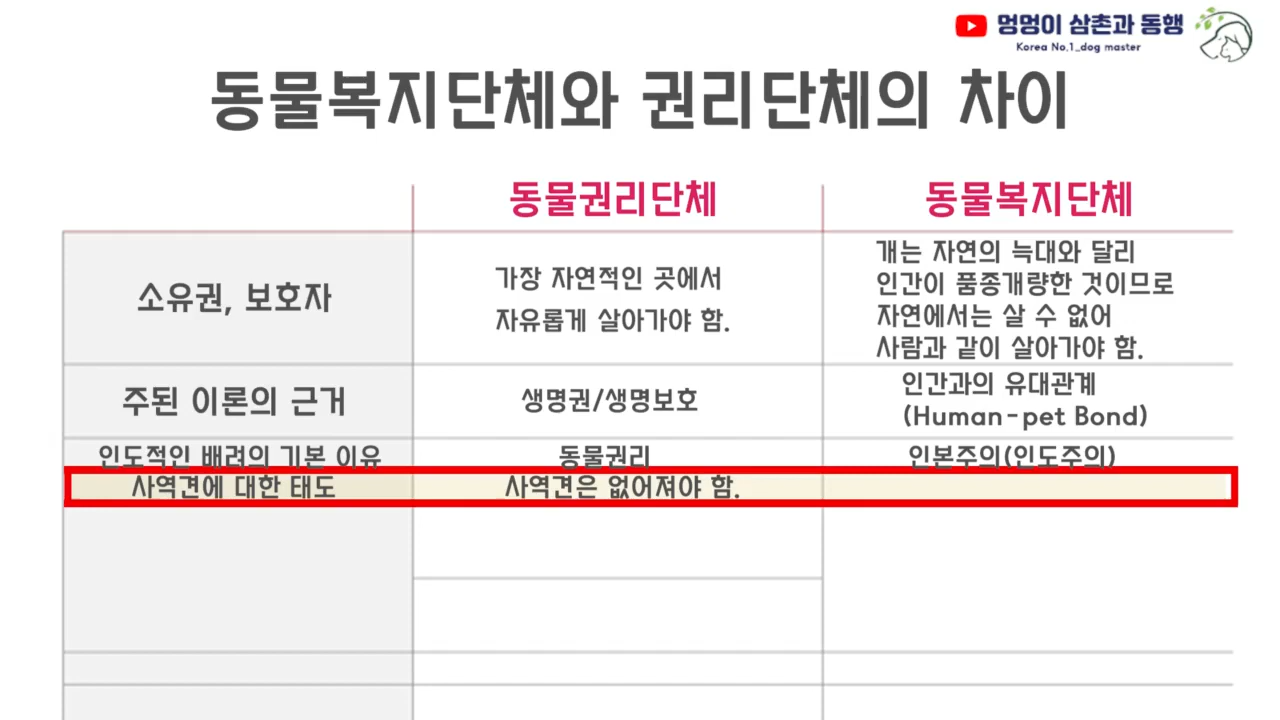 멍멍이 삼촌과 동행
Korea No.1_dog master
동물복지단체와 권리단체의 차이
동물권리단체
동물복지단체
소유권, 보호자
가장 자연적인 곳에서
자유롭게 살아가야 함.
개는 자연의 늑대와 달리
인간이 품종개량한 것이므로
자연에서는 살 수 없어
사람과 같이 살아가야 함.
주된 이론의 근거
생명권/생명보호
인간과의 유대관계
(Human-pet Bond)
인도적인 배려의 기본 이유
동물권리
인본주의(인도주의)
사역견에 대한 태도
사역견은 없어져야 함.